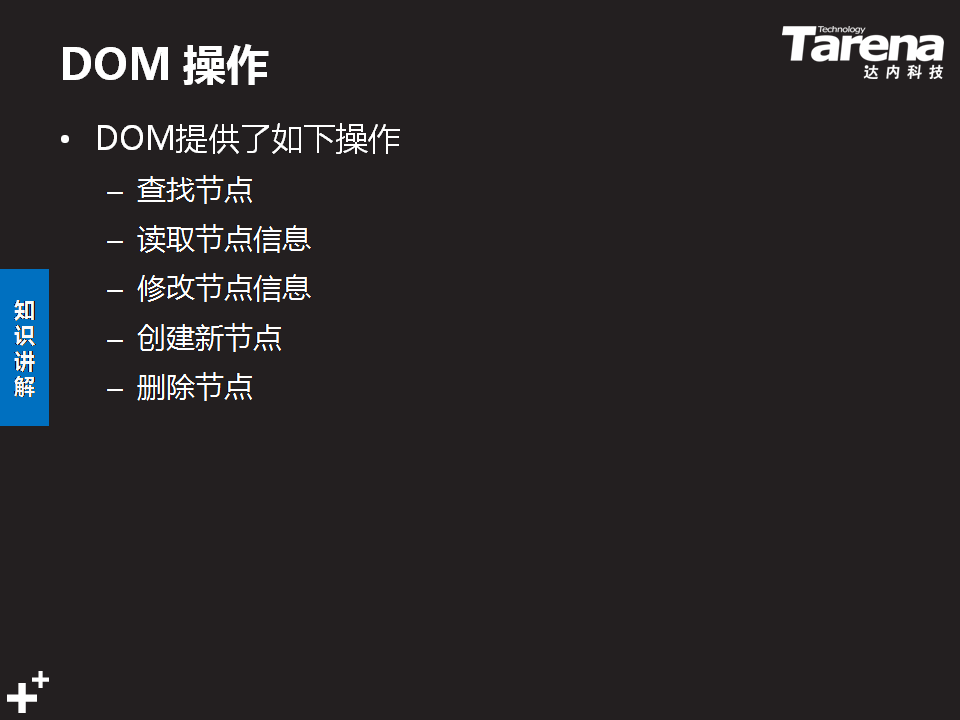 DOM 操作
Technology
Tarena
达内科技
• DOM提供了如下操作
– 查找节点
– 读取节点信息
– 修改节点信息
– 创建新节点
– 删除节点
知识讲解